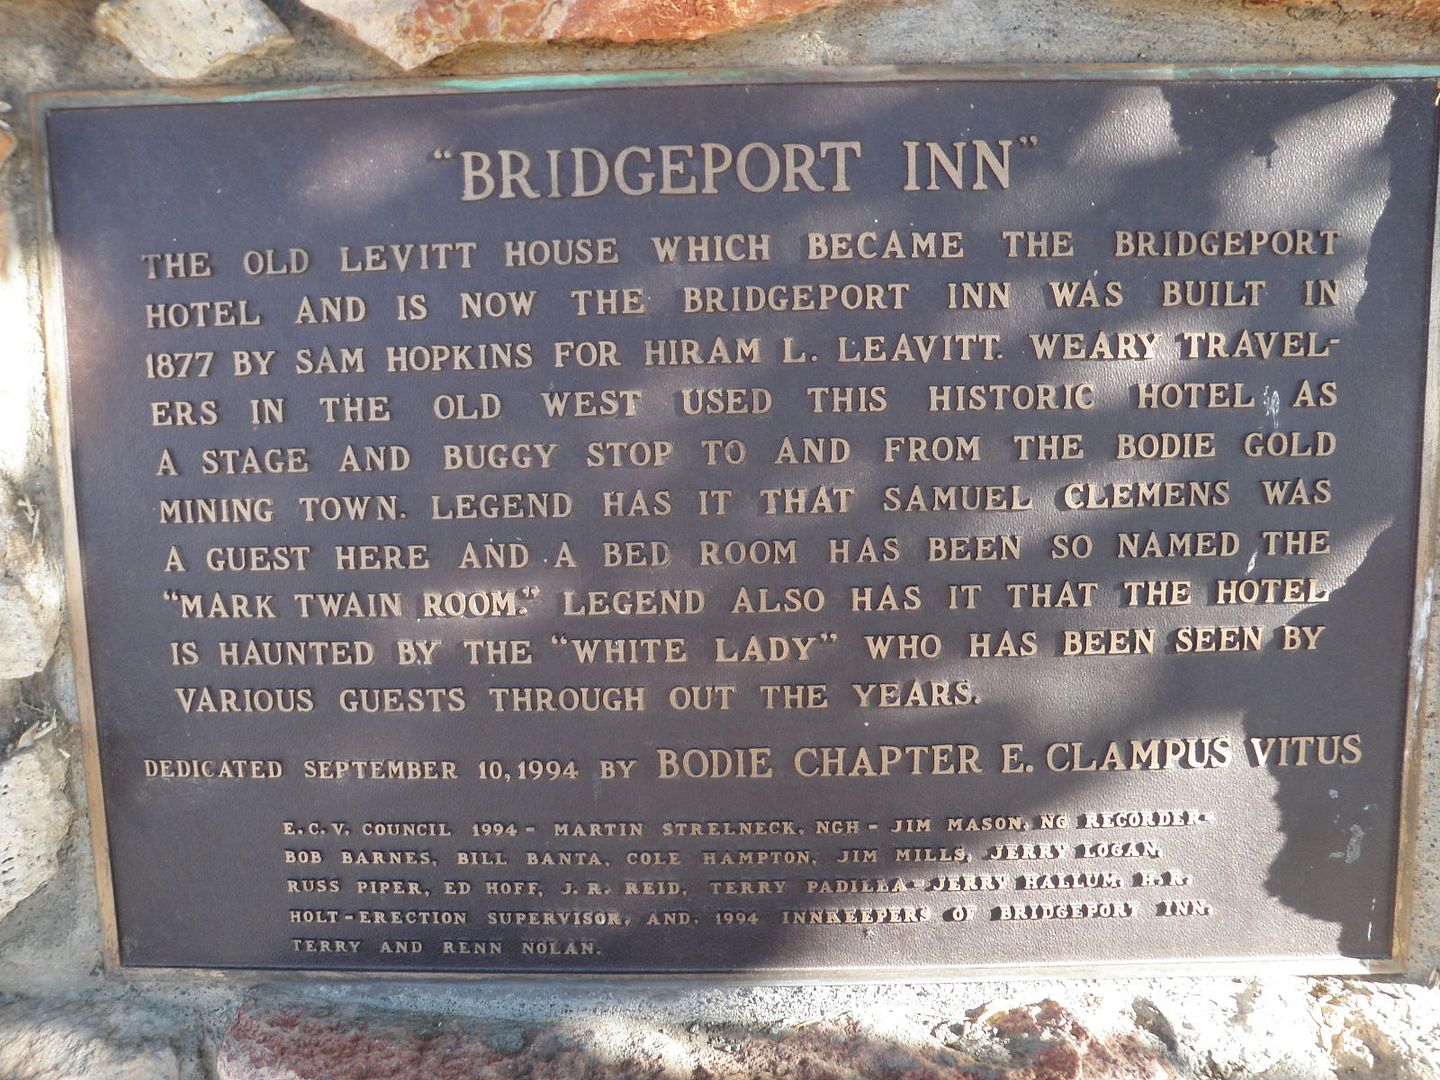 "BRIDGEPORT INN"
THE OLD LEVITT HOUSE WHICH BECAME THE BRIDGEPORT
HOTEL AND IS NOW THE BRIDGEPORT INN WAS BUILT IN
1877 BY SAM HOPKINS FOR HIRAM L. LEAVITT. WEARY TRAVEL-
ERS IN THE OLD WEST USED THIS HISTORIC HOTEL AS
A STAGE AND BUGGY STOP TO AND FROM THE BODIE GOLD
MINING TOWN. LEGEND HAS IT THAT SAMUEL CLEMENS WAS
A GUEST HERE AND A BED ROOM HAS BEEN SO NAMED THE
"MARK TWAIN ROOM." LEGEND ALSO HAS IT THAT THE HOTEL
IS HAUNTED BY THE "WHITE LADY" WHO HAS BEEN SEEN BY
VARIOUS GUESTS THROUGH OUT THE YEARS.
DEDICATED SEPTEMBER 10, 1994 BY BODIE CHAPTER E. CLAMPUS VITUS
E.C.V. COUNCIL 1994 - MARTIN STRELNECK, NGH - JIM MASON, NG RECORDER-
BOB BARNES, BILL BANTA, COLE HAMPTON, JIM MILLS, JERRY LOGAN,
RUSS PIPER, ED HOFF, J.R. REID, TERRY PADILLA - JERRY HALLUM, H.R.
HOLT-ERECTION SUPERVISOR, AND, 1994 INNKEEPERS OF BRIDGEPORT INN,
TERRY AND RENN NOLAN.